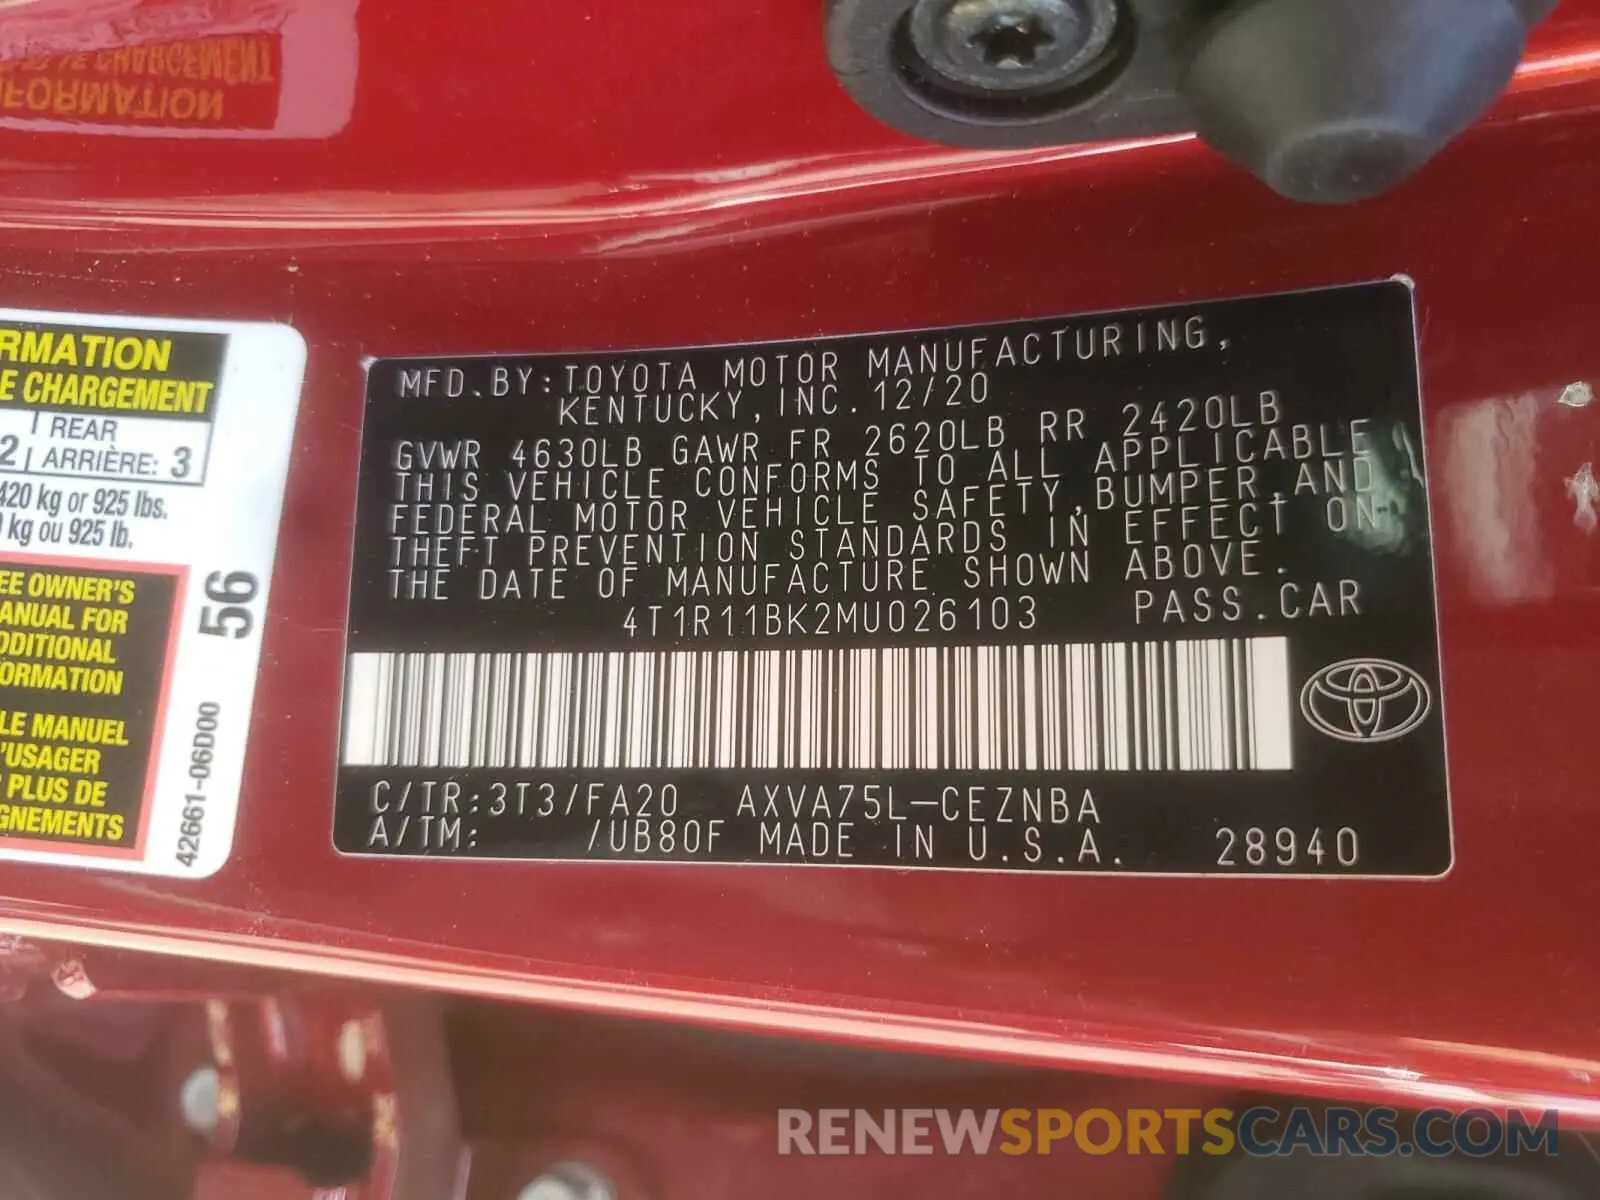 E CHARGEMENT
FORMATION
RMATION
E CHARGEMENT
2 REAR
ARRIÈRE: 3
420 kg or 925 lbs.
kg ou 925 lb.
EE OWNER'S
ANUAL FOR
DDITIONAL
ORMATION
LE MANUEL
'USAGER
PLUS DE
GNEMENTS
56
42661-06D00
MFD.BY:TOYOTA MOTOR MANUFACTURING,
KENTUCKY,INC.12/20
GVWR 4630LB GAWR FR 2620LB RR 2420LB
THIS VEHICLE CONFORMS TO ALL APPLICABLE
FEDERAL MOTOR VEHICLE SAFETY,BUMPER,AND
THEFT PREVENTION STANDARDS IN EFFECT ON
THE DATE OF MANUFACTURE SHOWN ABOVE.
4T1R11BK2MU026103 PASS.CAR
C/TR:3T3/FA20 AXVA75L-CEZNBA
A/TM: /UB80F MADE IN U.S.A. 28940
RENEWSPORTSCARS.COM